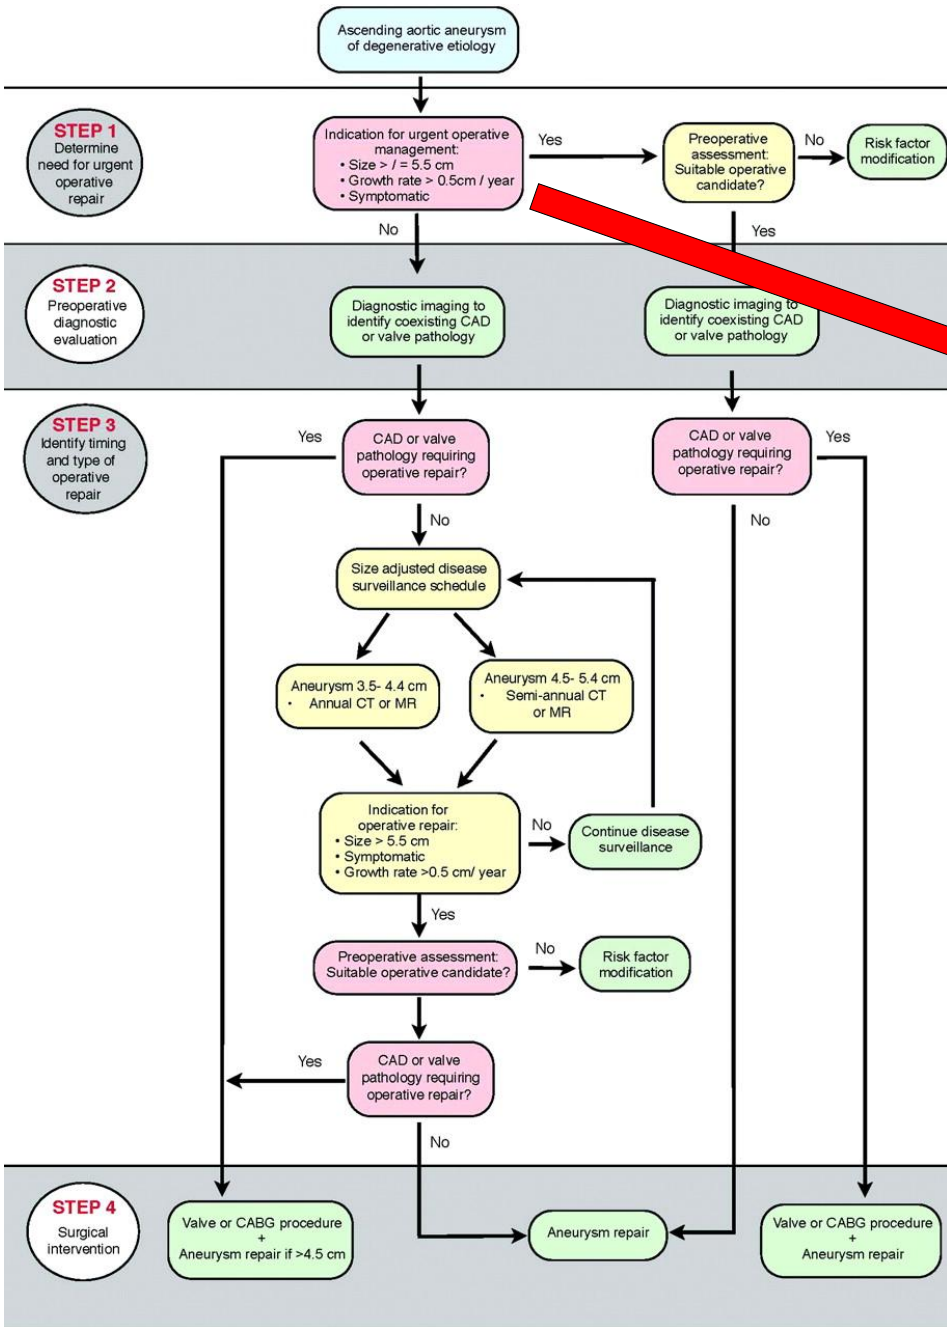 Ascending aortic aneurysm
of degenerative etiology
STEP 1
Determine
need for urgent
operative
repair
Indication for urgent operative
management:
• Size > / = 5.5 cm
• Growth rate > 0.5cm / year
• Symptomatic
Yes
Preoperative
assessment:
Suitable operative
candidate?
No
Risk factor
modification
No
Yes
STEP 2
Preoperative
diagnostic
evaluation
Diagnostic imaging to
identify coexisting CAD
or valve pathology
Diagnostic imaging to
identify coexisting CAD
or valve pathology
STEP 3
Identify timing
and type of
operative
repair
Yes
CAD or valve
pathology requiring
operative repair?
CAD or valve
pathology requiring
operative repair?
Yes
No
No
Size adjusted disease
surveillance schedule
Aneurysm 3.5- 4.4 cm
• Annual CT or MR
Aneurysm 4.5- 5.4 cm
• Semi-annual CT
or MR
Indication for
operative repair:
• Size > 5.5 cm
• Symptomatic
• Growth rate >0.5 cm/ year
No
Continue disease
surveillance
Yes
Preoperative assessment:
Suitable operative candidate?
No
Risk factor
modification
Yes
CAD or valve
pathology requiring
operative repair?
No
STEP 4
Surgical
intervention
Valve or CABG procedure
+
Aneurysm repair if >4.5 cm
Aneurysm repair
Valve or CABG procedure
+
Aneurysm repair